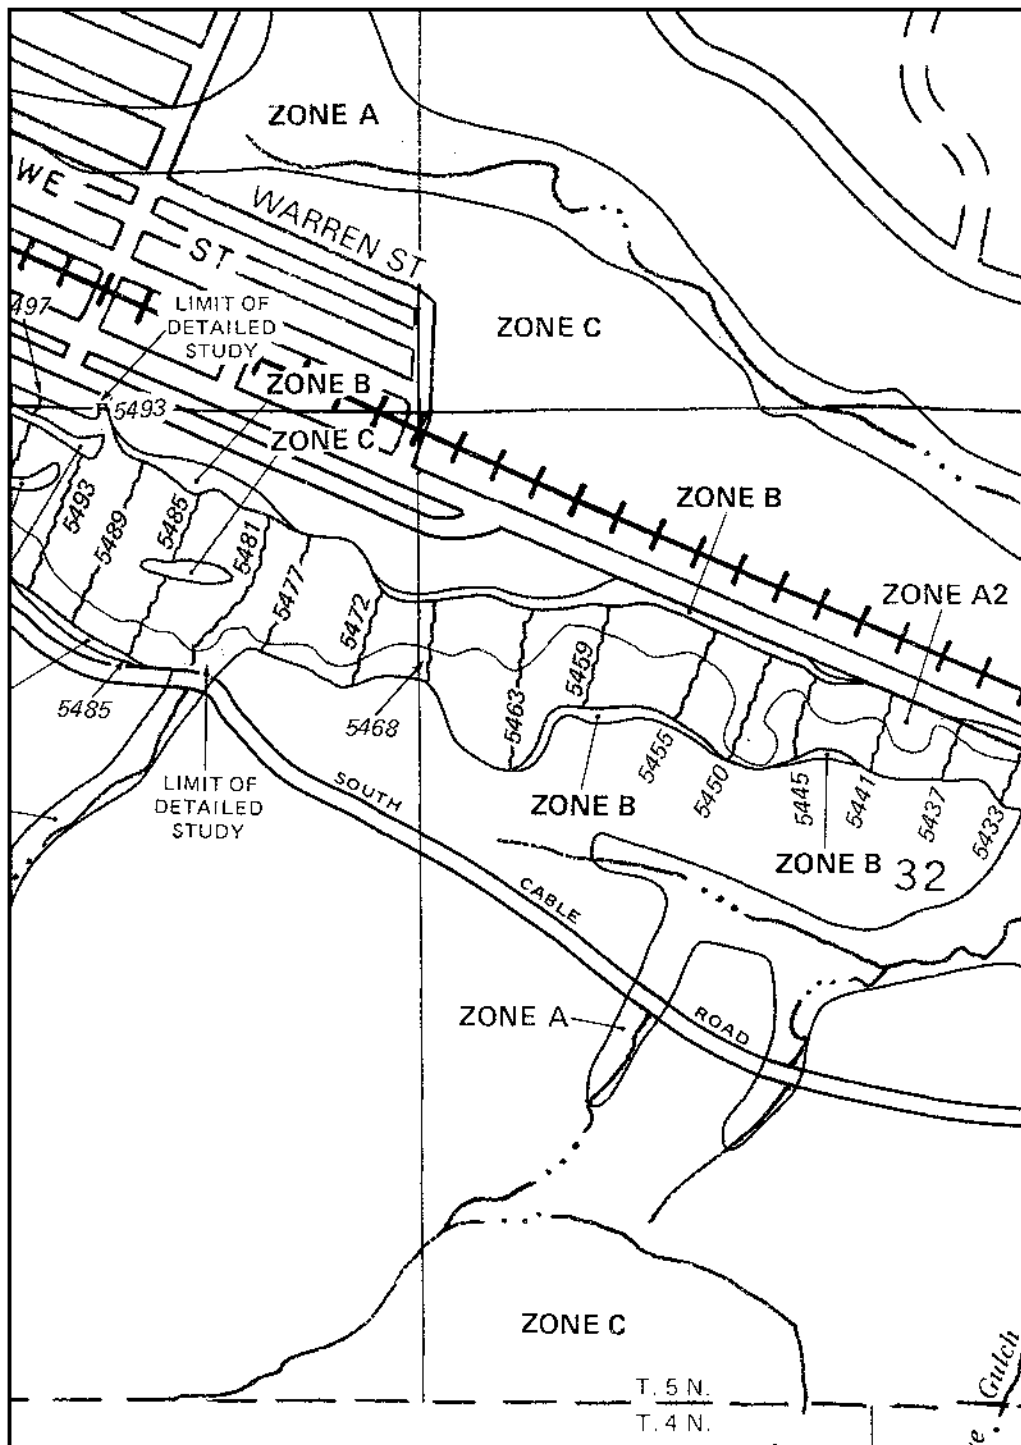 ZONE A
WE
WARREN ST
ST
497
LIMIT OF
DETAILED
STUDY
ZONE C
ZONE B
5493
ZONE C
5493
5489
5485
5481
5477
5472
5468
5463
5459
5455
5450
5445
5441
5437
5433
ZONE B
ZONE A2
5485
LIMIT OF
DETAILED
STUDY
ZONE B
ZONE B
32
SOUTH
CABLE
ROAD
ZONE A
ZONE C
T. 5 N.
T. 4 N.
Gulch